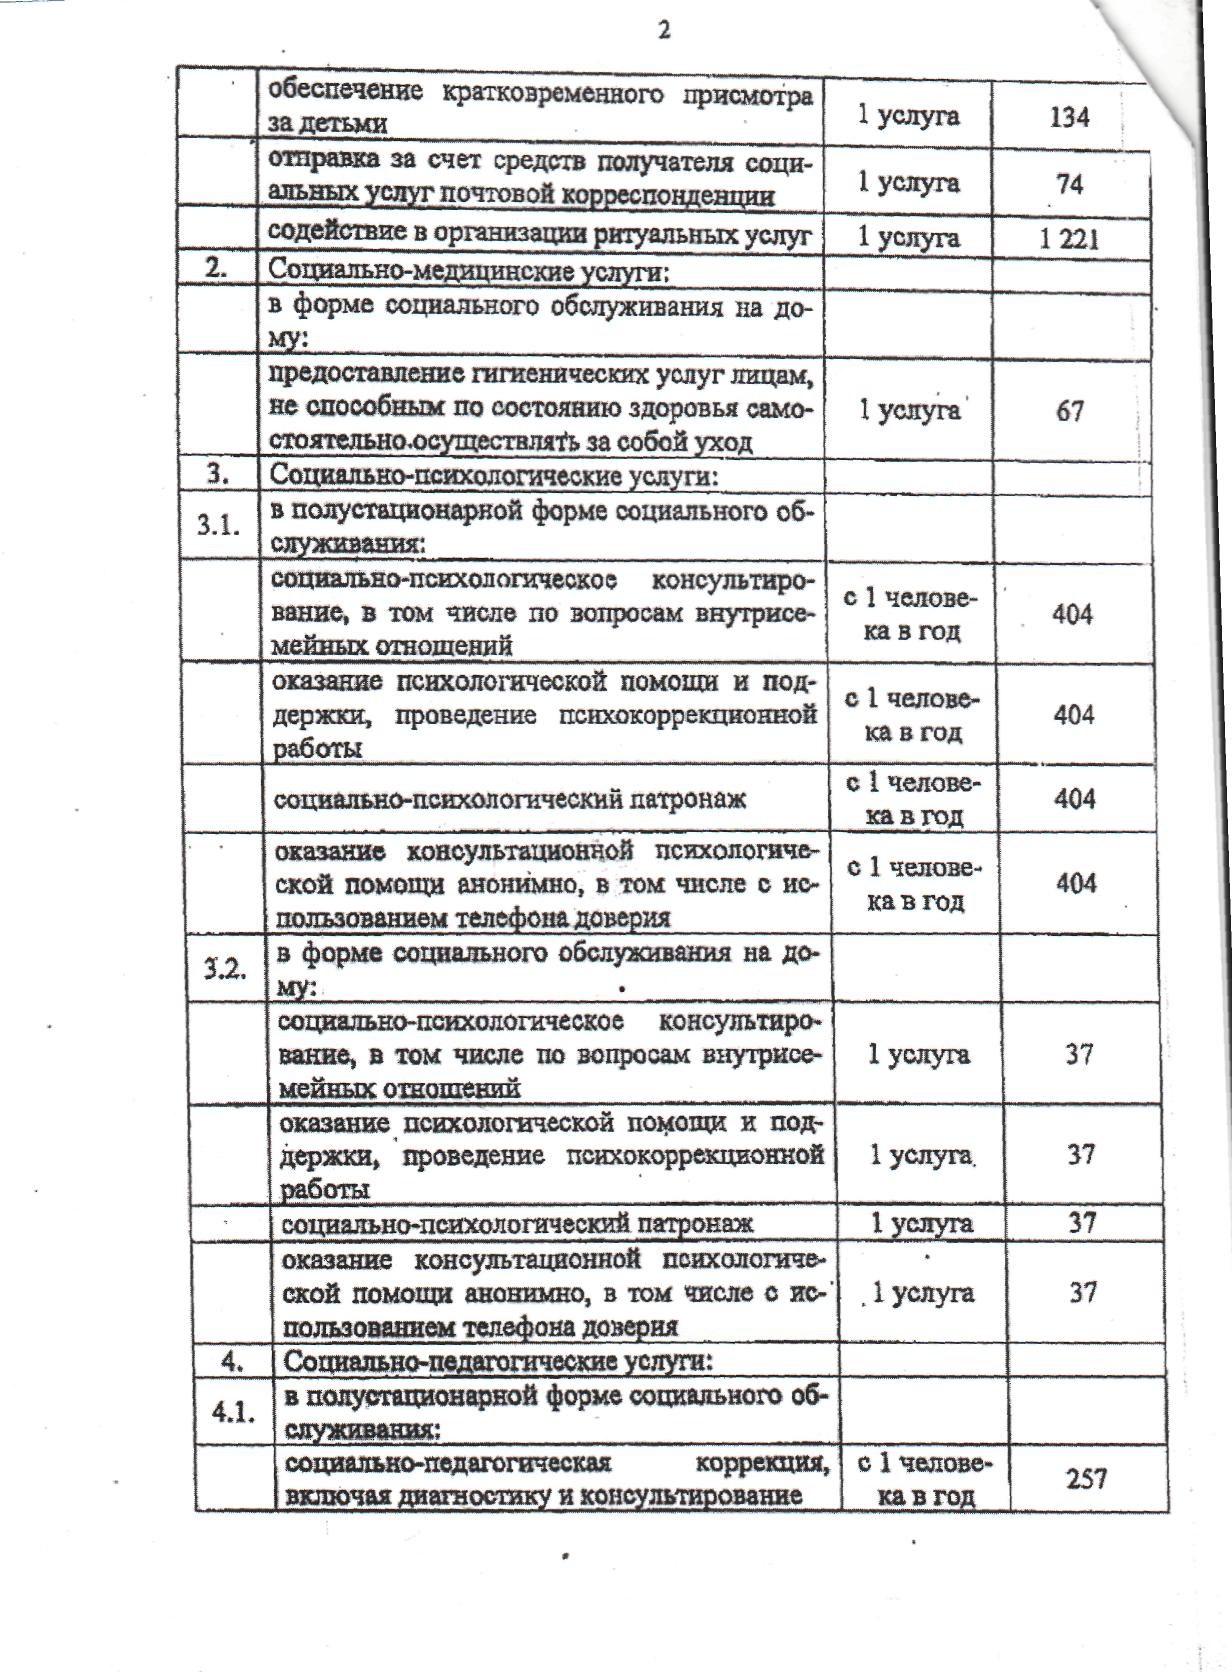 2
обеспечение кратковременного присмотра
за детьми
1 услуга
134
отправка за счет средств получателя соци-
альных услуг почтовой корреспонденции
1 услуга
74
содействие в организации ритуальных услуг
1 услуга
1 221
2.
Социально-медицинские услуги:
в форме социального обслуживания на до-
му:
предоставление гигиенических услуг лицам,
не способным по состоянию здоровья само-
стоятельно осуществлять за собой уход
1 услуга
67
3.
Социально-психологические услуги:
3.1.
в полустационарной форме социального об-
служивания:
социально-психологическое консультиро-
вание, в том числе по вопросам внутрисе-
мейных отношений
с 1 челове-
ка в год
404
оказание психологической помощи и под-
держки, проведение психокоррекционной
работы
с 1 челове-
ка в год
404
социально-психологический патронаж
с 1 челове-
ка в год
404
оказание консультационной психологиче-
ской помощи анонимно, в том числе с ис-
пользованием телефона доверия
с 1 челове-
ка в год
404
3.2.
в форме социального обслуживания на до-
му:
социально-психологическое консультиро-
вание, в том числе по вопросам внутрисе-
мейных отношений
1 услуга
37
оказание психологической помощи и под-
держки, проведение психокоррекционной
работы
1 услуга
37
социально-психологический патронаж
1 услуга
37
оказание консультационной психологиче-
ской помощи анонимно, в том числе с ис-
пользованием телефона доверия
1 услуга
37
4.
Социально-педагогические услуги:
4.1.
в полустационарной форме социального об-
служивания:
социально-педагогическая коррекция,
включая диагностику и консультирование
с 1 челове-
ка в год
257